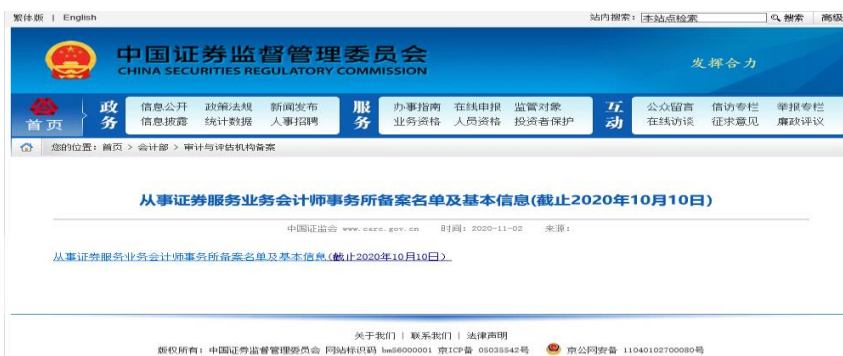 繁体版 | English 站内搜索: 本站点检索 搜索 高级
中国证券监督管理委员会
CHINA SECURITIES REGULATORY COMMISSION
发挥合力
首页 政务 信息公开 政策法规 新闻发布 服务 办事指南 在线申报 监管对象 互动 公众留言 信访专栏 举报专栏
信息披露 统计数据 人事招聘 业务资格 人员资格 投资者保护 在线访谈 征求意见 廉政评议
您的位置: 首页 > 会计部 > 审计与评估机构备案
从事证券服务业务会计师事务所备案名单及基本信息(截止2020年10月10日)
中国证监会 www.csrc.gov.cn 时间: 2020-11-02 来源:
从事证券服务业务会计师事务所备案名单及基本信息(截止2020年10月10日)
关于我们 | 联系我们 | 法律声明
版权所有: 中国证券监督管理委员会 网站标识码 bm56000001 京ICP备 05035542号 京公网安备 11040102700080号